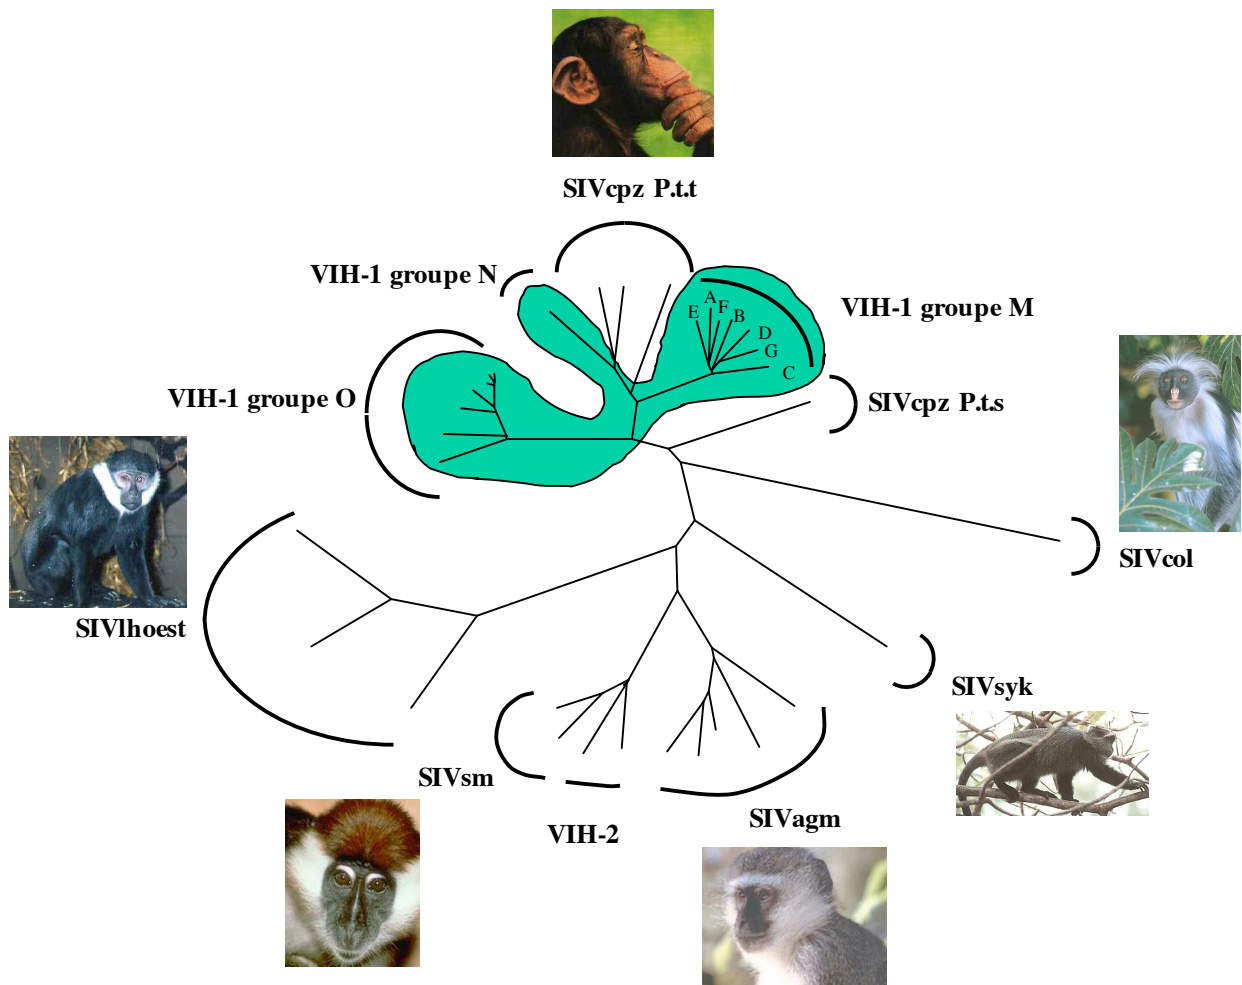 SIVcpz P.t.t
VIH-1 groupe N
VIH-1 groupe M
A
E
F
B
D
G
C
VIH-1 groupe O
SIVcpz P.t.s
SIVcol
SIVlhoest
SIVsyk
SIVsm
SIVagm
VIH-2